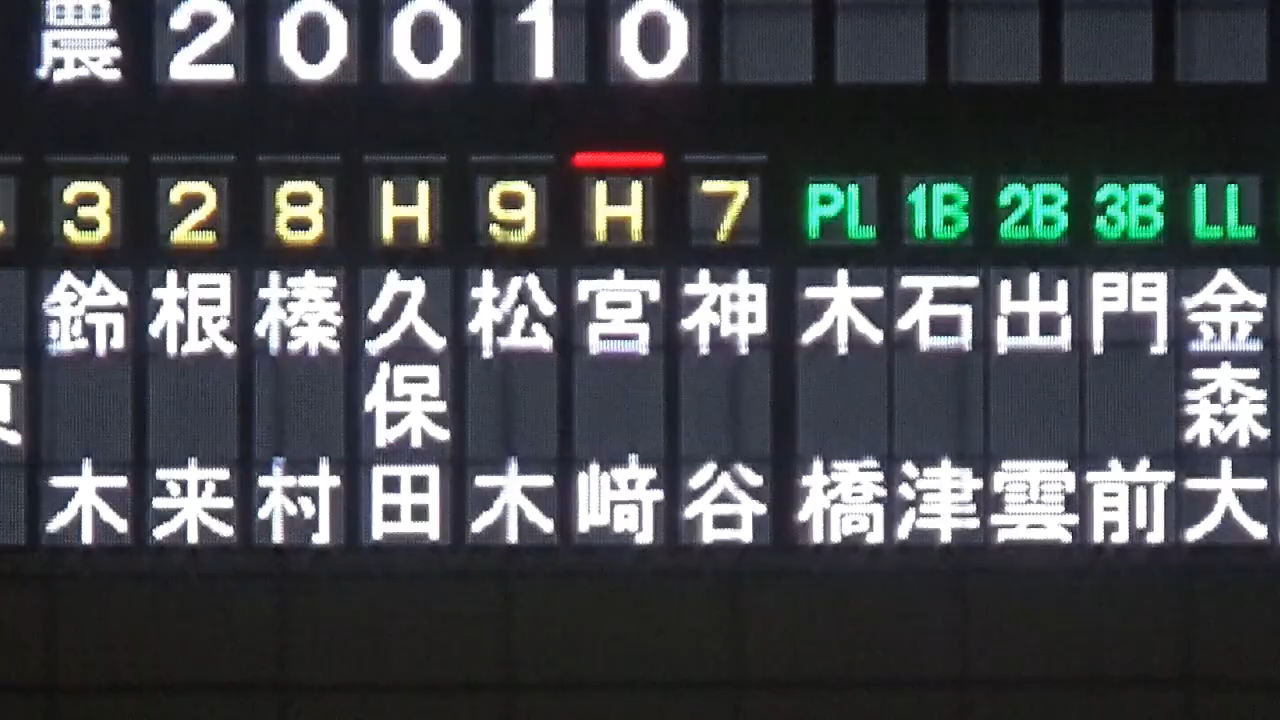 農 2 0 0 1 0
3 2 8 H 9 H 7 PL 1B 2B 3B LL
鈴木
根来
榛村
久保田
松木
宮﨑
神谷
木橋
石津
出雲
門前
金森大